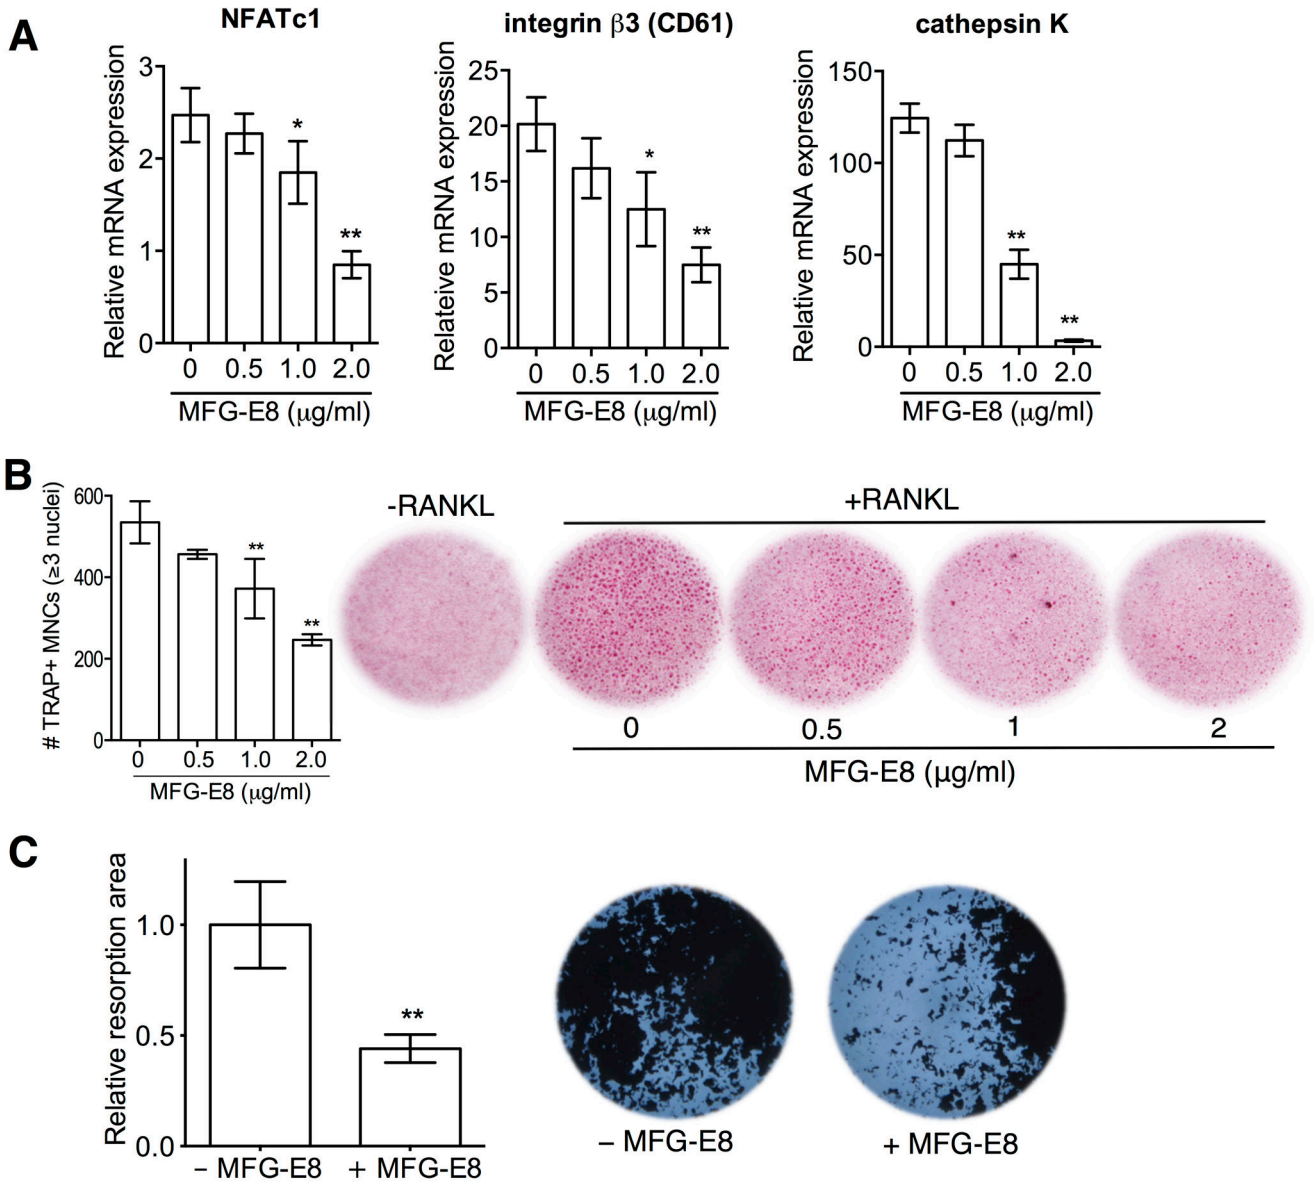 A
NFATc1
integrin β3 (CD61)
cathepsin K
Relative mRNA expression
3
2
1
0
* **
0 0.5 1.0 2.0
MFG-E8 (μg/ml)
Relateive mRNA expression
25
20
15
10
5
0
* **
0 0.5 1.0 2.0
MFG-E8 (μg/ml)
Relative mRNA expression
150
100
50
0
** **
0 0.5 1.0 2.0
MFG-E8 (μg/ml)
B
# TRAP+ MNCs (≥3 nuclei)
600
400
200
0
** **
0 0.5 1.0 2.0
MFG-E8 (μg/ml)
-RANKL
+RANKL
0 0.5 1 2
MFG-E8 (μg/ml)
C
Relative resorption area
1.0
0.5
0.0
**
– MFG-E8 + MFG-E8
– MFG-E8 + MFG-E8